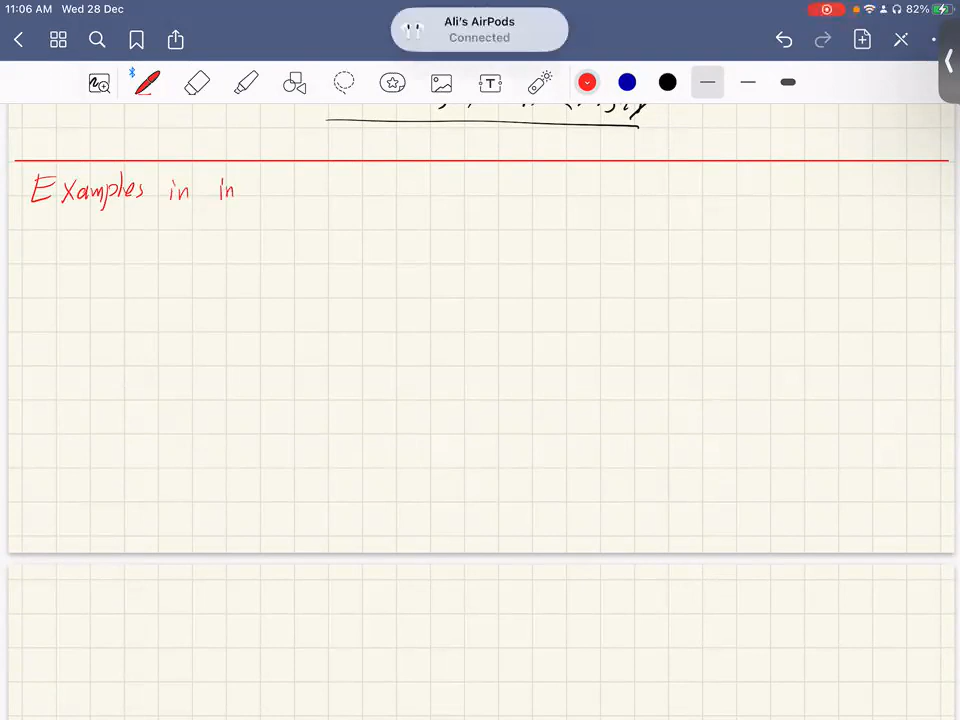 11:06 AM Wed 28 Dec
Ali's AirPods
Connected
82%
T
Examples in in